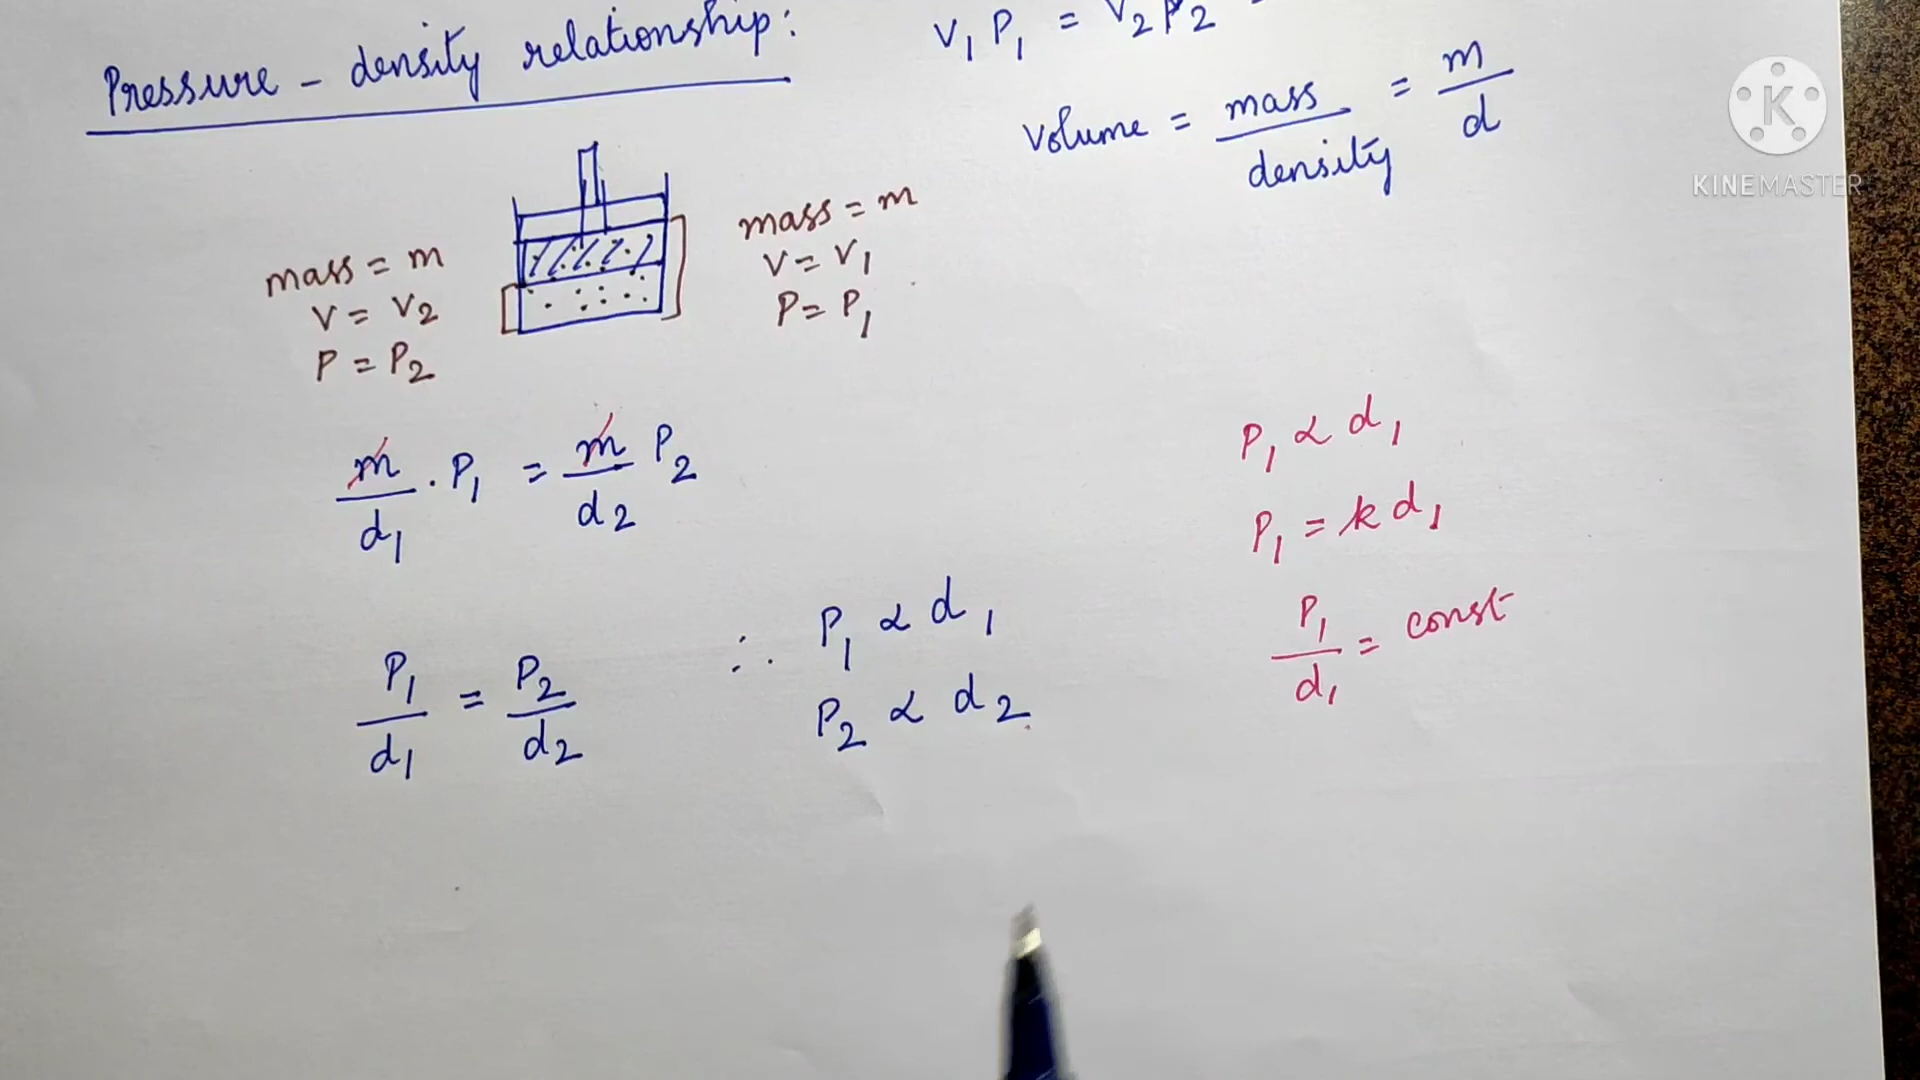 Pressure - density relationship:
V₁ P₁ = V₂ P₂
Volume = mass / density = m / d
mass = m
V = V₂
P = P₂
mass = m
V = V₁
P = P₁
m/d₁ · P₁ = m/d₂ P₂
P₁/d₁ = P₂/d₂
∴ P₁ ∝ d₁
P₂ ∝ d₂
P₁ ∝ d₁
P₁ = k d₁
P₁/d₁ = const
K
KINEMASTER